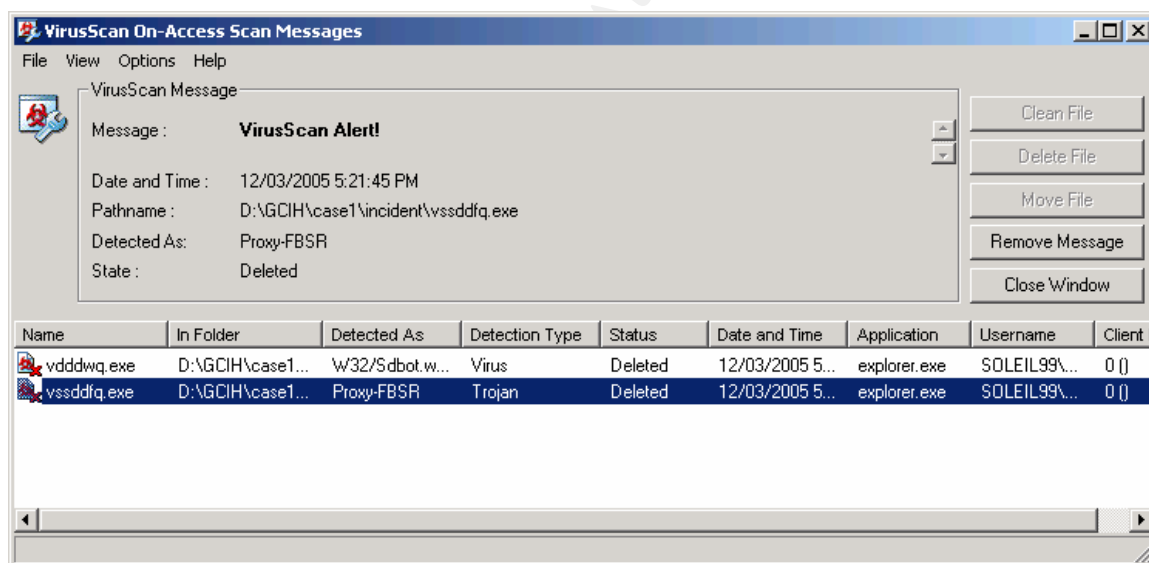 VirusScan On-Access Scan Messages
File View Options Help
VirusScan Message
Message : VirusScan Alert!
Date and Time : 12/03/2005 5:21:45 PM
Pathname : D:\GCIH\case1\incident\vssddfq.exe
Detected As: Proxy-FBSR
State : Deleted
Clean File
Delete File
Move File
Remove Message
Close Window
Name In Folder Detected As Detection Type Status Date and Time Application Username Client
vdddwq.exe D:\GCIH\case1... W32/Sdbot.w... Virus Deleted 12/03/2005 5... explorer.exe SOLEIL99\... 0 ()
vssddfq.exe D:\GCIH\case1... Proxy-FBSR Trojan Deleted 12/03/2005 5... explorer.exe SOLEIL99\... 0 ()